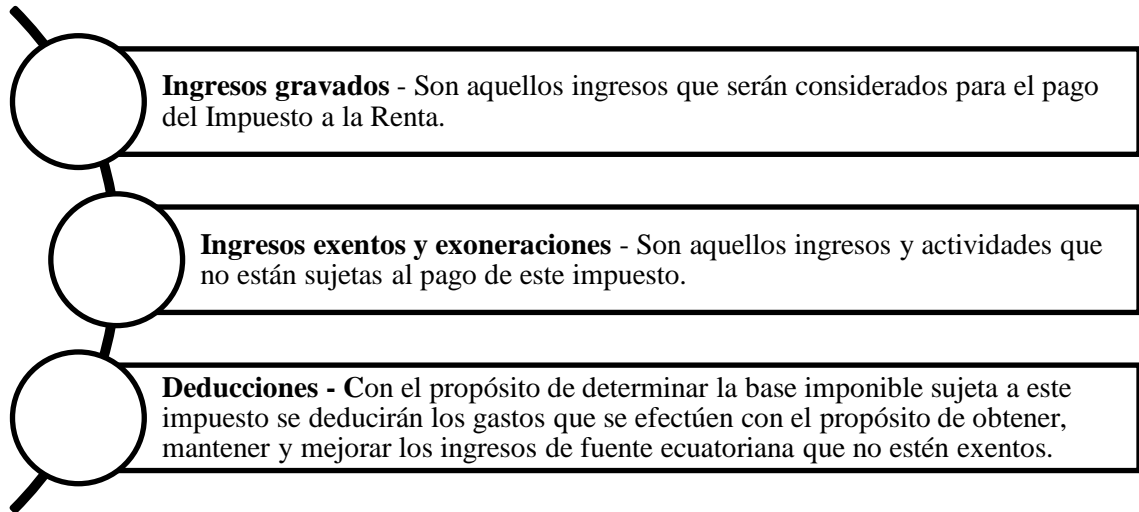 Ingresos gravados - Son aquellos ingresos que serán considerados para el pago
del Impuesto a la Renta.
Ingresos exentos y exoneraciones - Son aquellos ingresos y actividades que
no están sujetas al pago de este impuesto.
Deducciones - Con el propósito de determinar la base imponible sujeta a este
impuesto se deducirán los gastos que se efectúen con el propósito de obtener,
mantener y mejorar los ingresos de fuente ecuatoriana que no estén exentos.